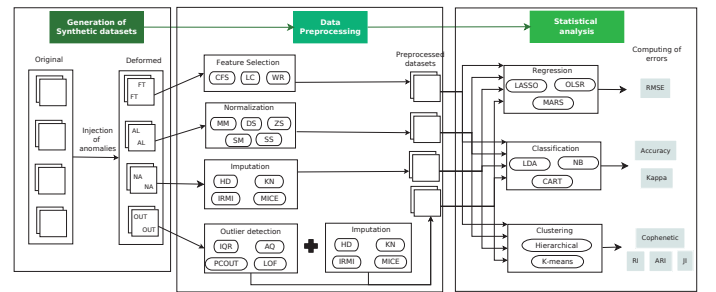 Generation of
Synthetic datasets
Data
Preprocessing
Statistical
analysis
Original
Deformed
Injection
of
anomalies
FT
FT
AL
AL
NA
NA
OUT
OUT
Feature Selection
CFS
LC
WR
Normalization
MM
DS
ZS
SM
SS
Imputation
HD
KN
IRMI
MICE
Outlier detection
IQR
AQ
PCOUT
LOF
Imputation
HD
KN
IRMI
MICE
Preprocessed
datasets
Regression
LASSO
OLSR
MARS
Classification
LDA
NB
CART
Clustering
Hierarchical
K-means
Computing of
errors
RMSE
Accuracy
Kappa
Cophenetic
RI
ARI
JI